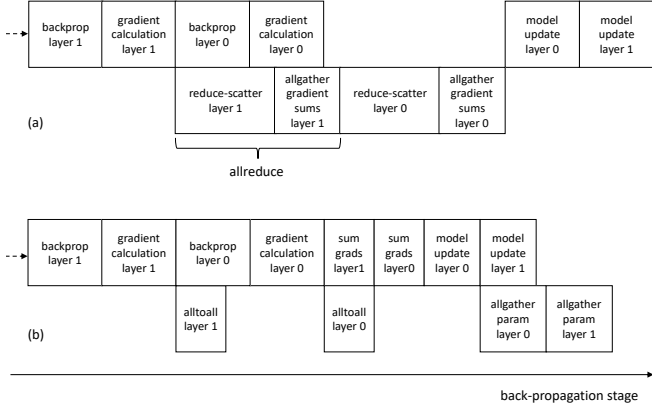 backprop
layer 1
gradient
calculation
layer 1
backprop
layer 0
gradient
calculation
layer 0
model
update
layer 0
model
update
layer 1
reduce-scatter
layer 1
allgather
gradient
sums
layer 1
reduce-scatter
layer 0
allgather
gradient
sums
layer 0
(a)
allreduce
backprop
layer 1
gradient
calculation
layer 1
backprop
layer 0
gradient
calculation
layer 0
sum
grads
layer1
sum
grads
layer0
model
update
layer 0
model
update
layer 1
alltoall
layer 1
alltoall
layer 0
allgather
param
layer 0
allgather
param
layer 1
(b)
back-propagation stage